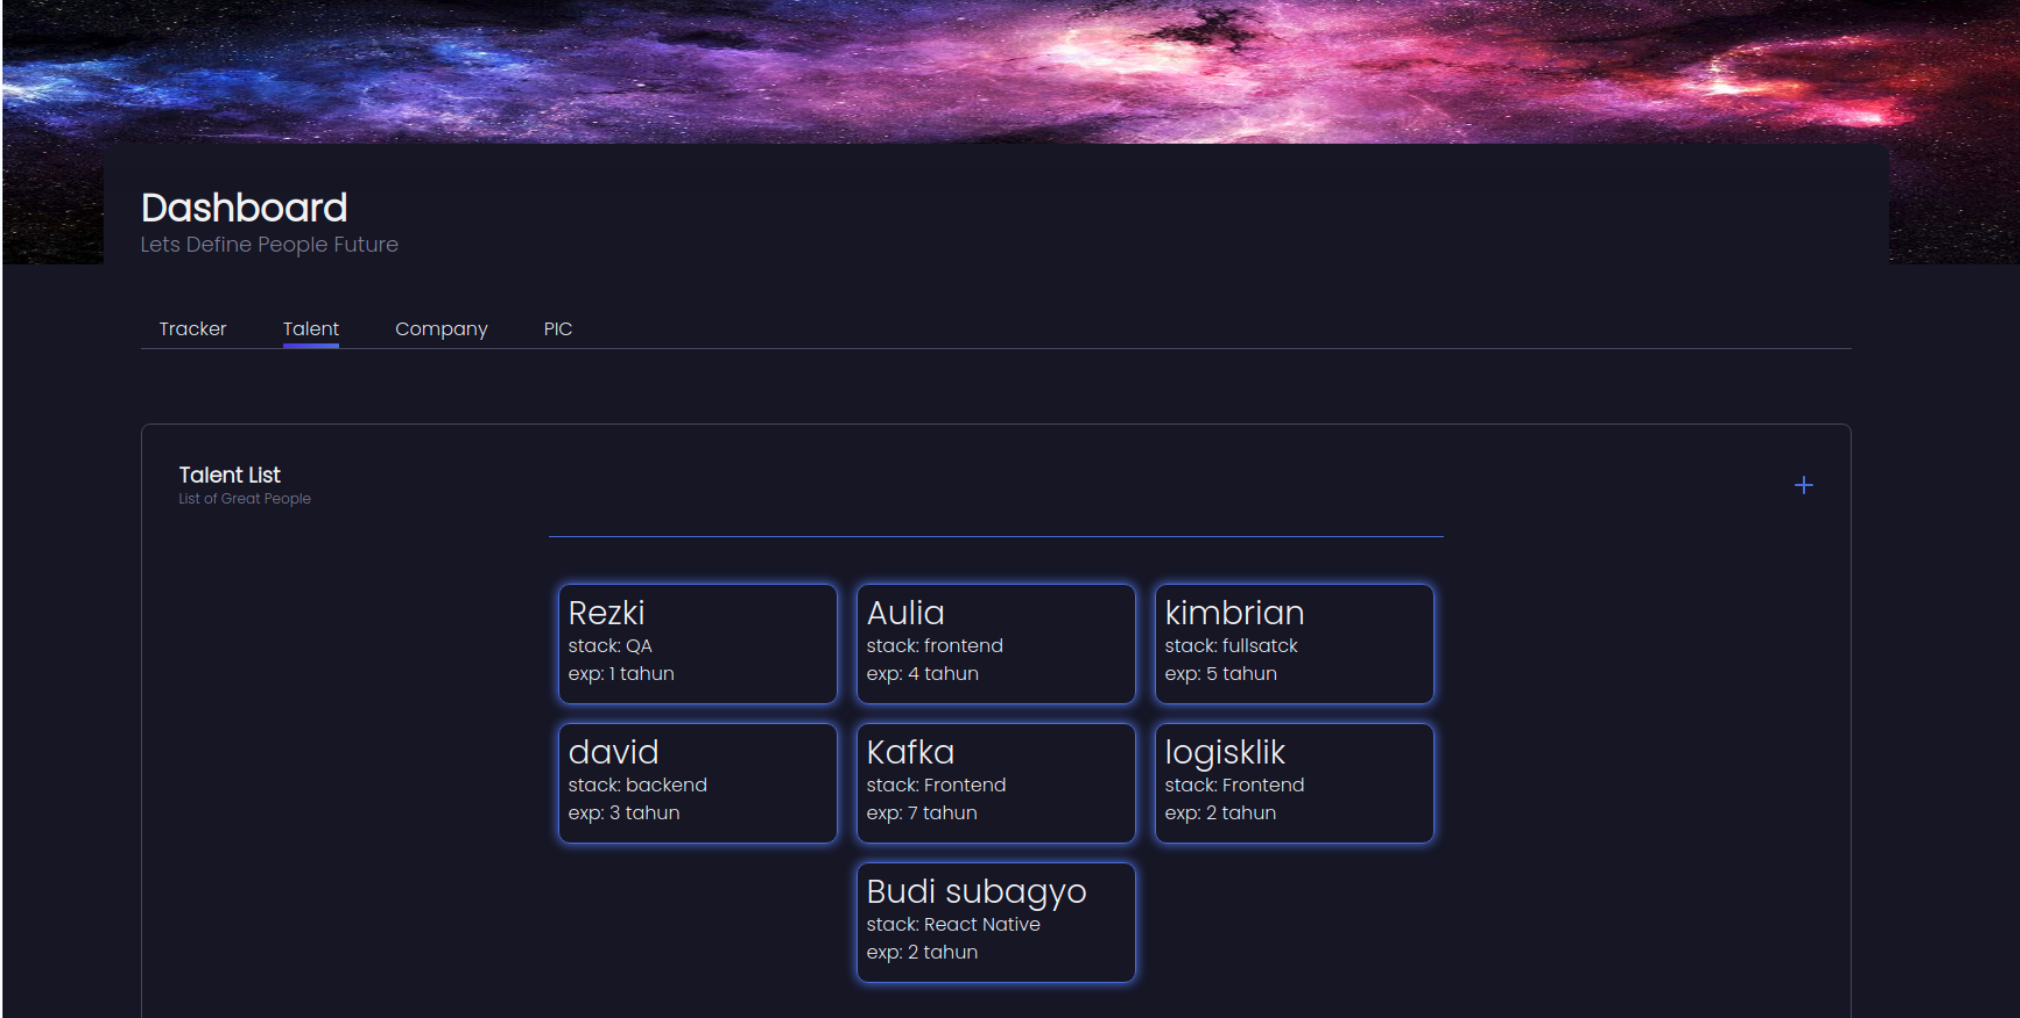 Dashboard
Lets Define People Future
Tracker Talent Company PIC
Talent List
List of Great People
Rezki
stack: QA
exp: 1 tahun
Aulia
stack: frontend
exp: 4 tahun
kimbrian
stack: fullsatck
exp: 5 tahun
david
stack: backend
exp: 3 tahun
Kafka
stack: Frontend
exp: 7 tahun
logisklik
stack: Frontend
exp: 2 tahun
Budi subagyo
stack: React Native
exp: 2 tahun